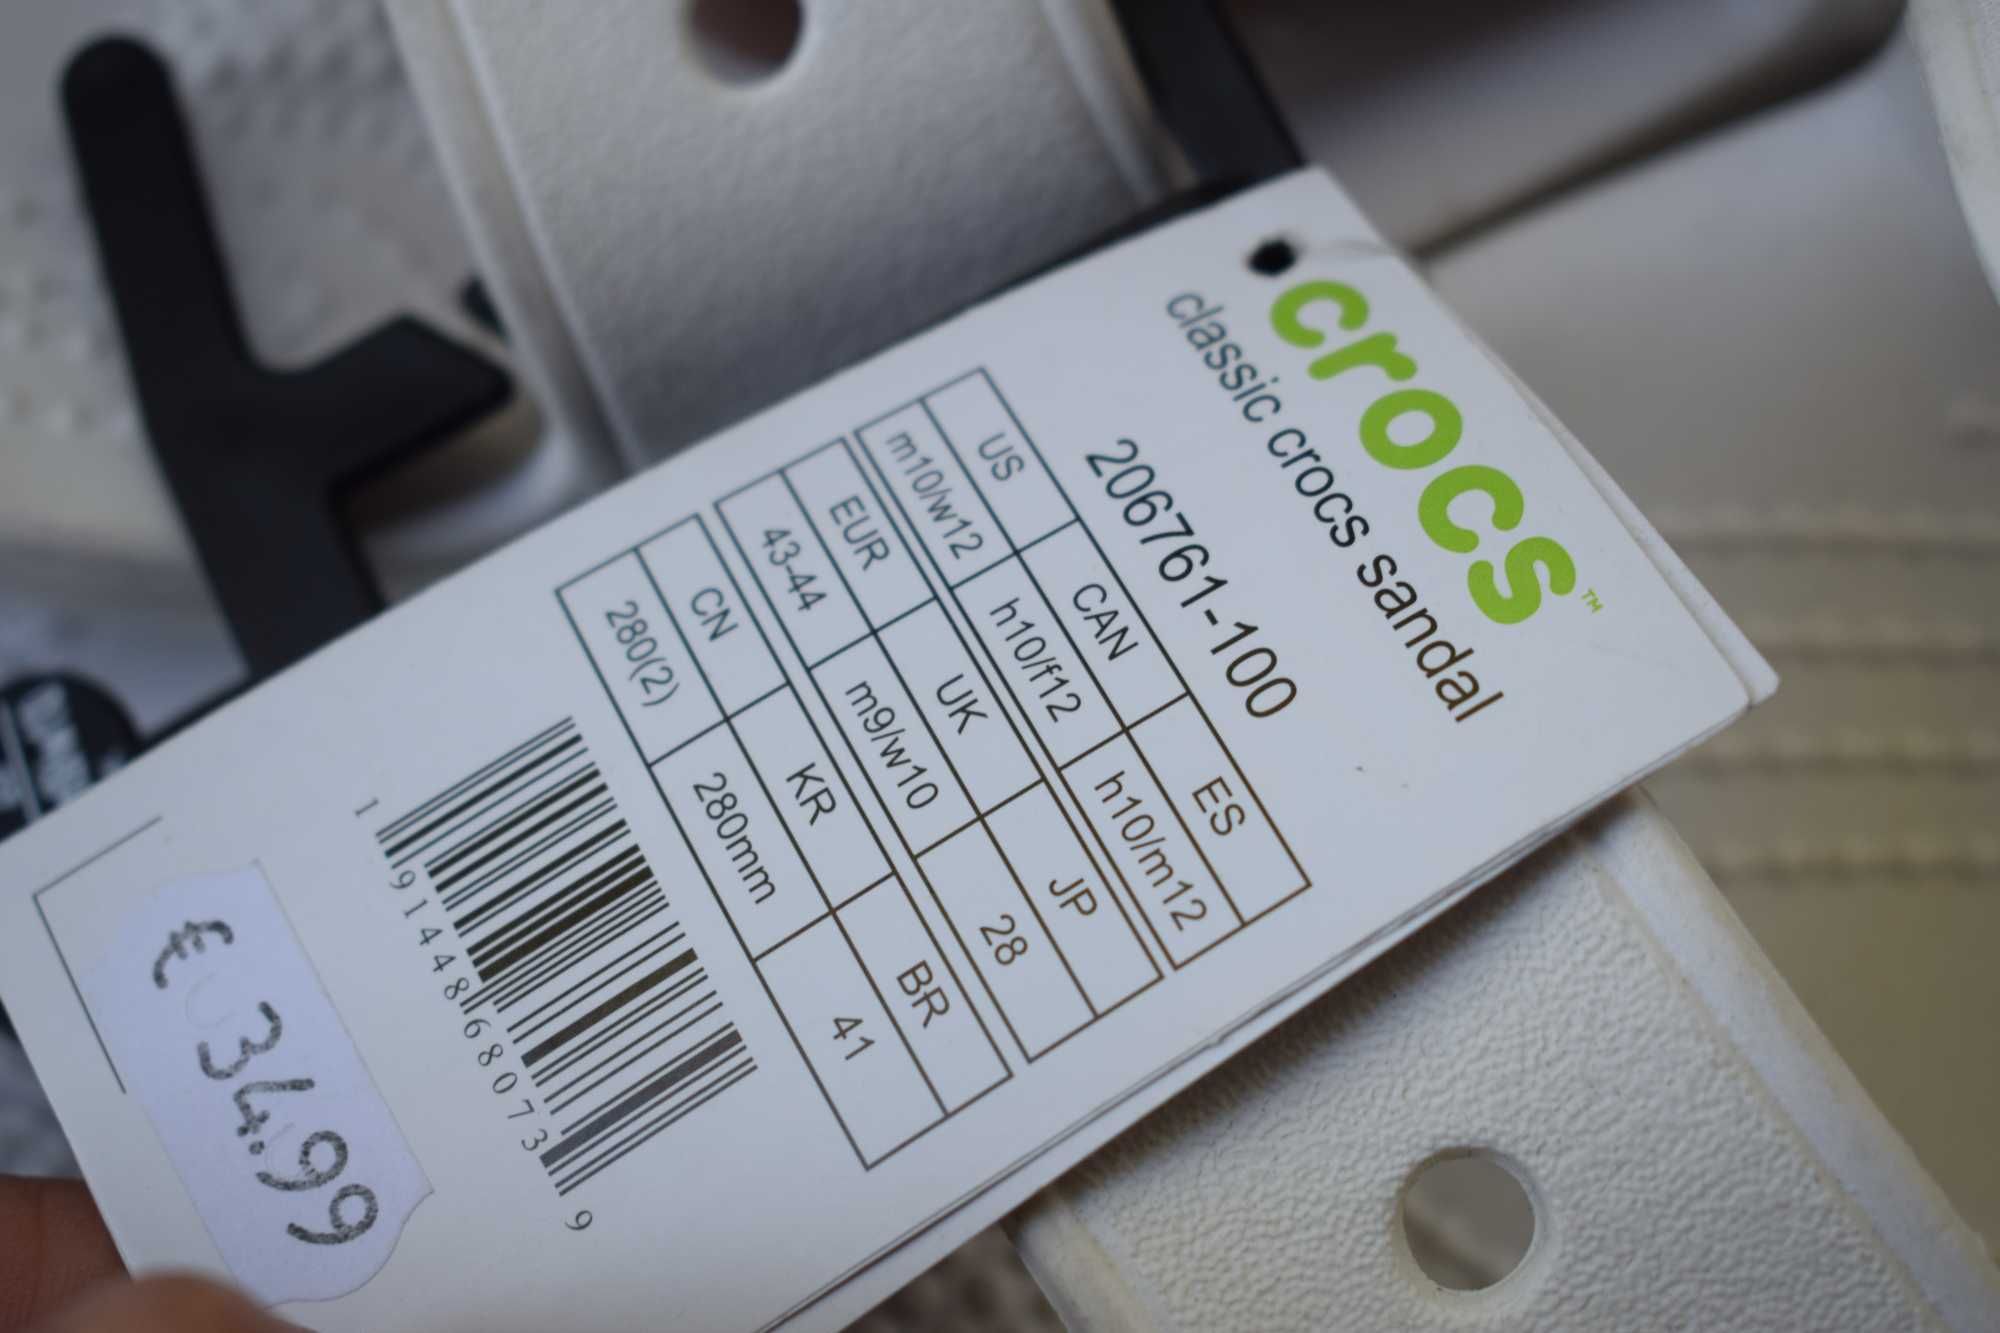 crocs™
classic crocs sandal
206761-100
US CAN ES
m10/w12 h10/f12 h10/m12
EUR UK JP
43-44 m9/w10 28
CN KR BR
280(2) 280mm 41
1 91448 68073 9
€ 34.99